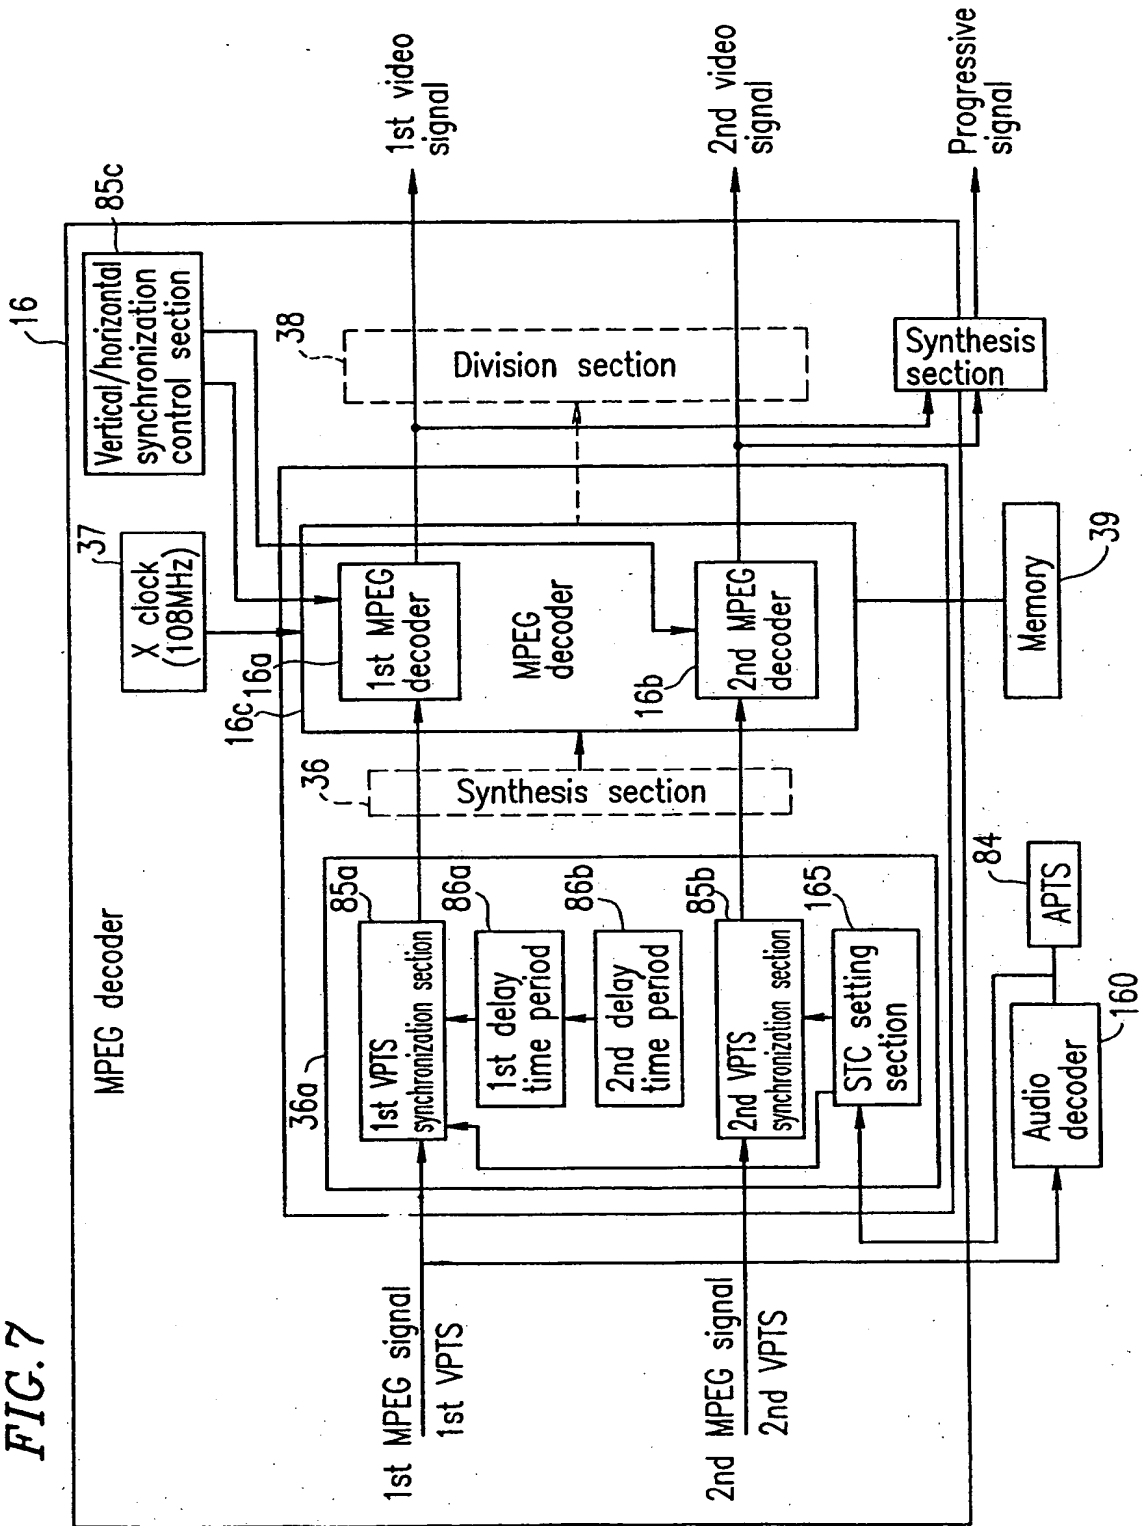 FIG. 7
MPEG decoder
16
1st MPEG signal
1st VPTS
2nd MPEG signal
2nd VPTS
36a
1st VPTS
synchronization section
85a
1st delay
time period
86a
2nd delay
time period
86b
2nd VPTS
synchronization section
85b
STC setting
section
165
Audio
decoder
160
APTS
84
36
Synthesis section
16c
16a
1st MPEG
decoder
MPEG
decoder
16b
2nd MPEG
decoder
X clock
(108MHz)
37
Vertical/horizontal
synchronization
control section
85c
38
Division section
Memory
39
Synthesis
section
1st video
signal
2nd video
signal
Progressive
signal